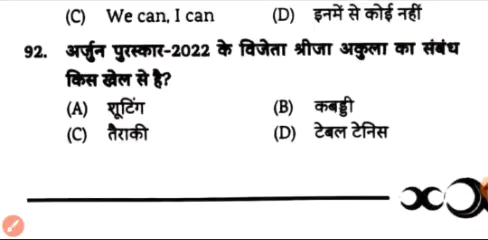 (C) We can, I can (D) इनमें से कोई नहीं
92. अर्जुन पुरस्कार-2022 के विजेता श्रीजा अकुला का संबंध
किस खेल से है?
(A) शूटिंग (B) कबड्डी
(C) तैराकी (D) टेबल टेनिस